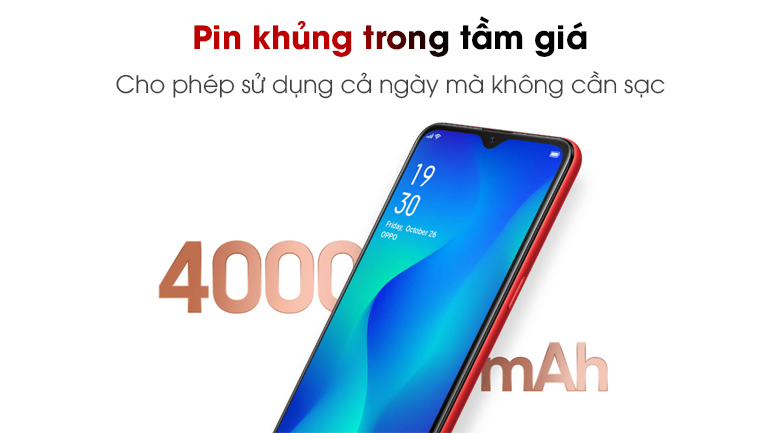 Pin khủng trong tầm giá
Cho phép sử dụng cả ngày mà không cần sạc
19
30
Friday, October 26
OPPO
4000
mAh